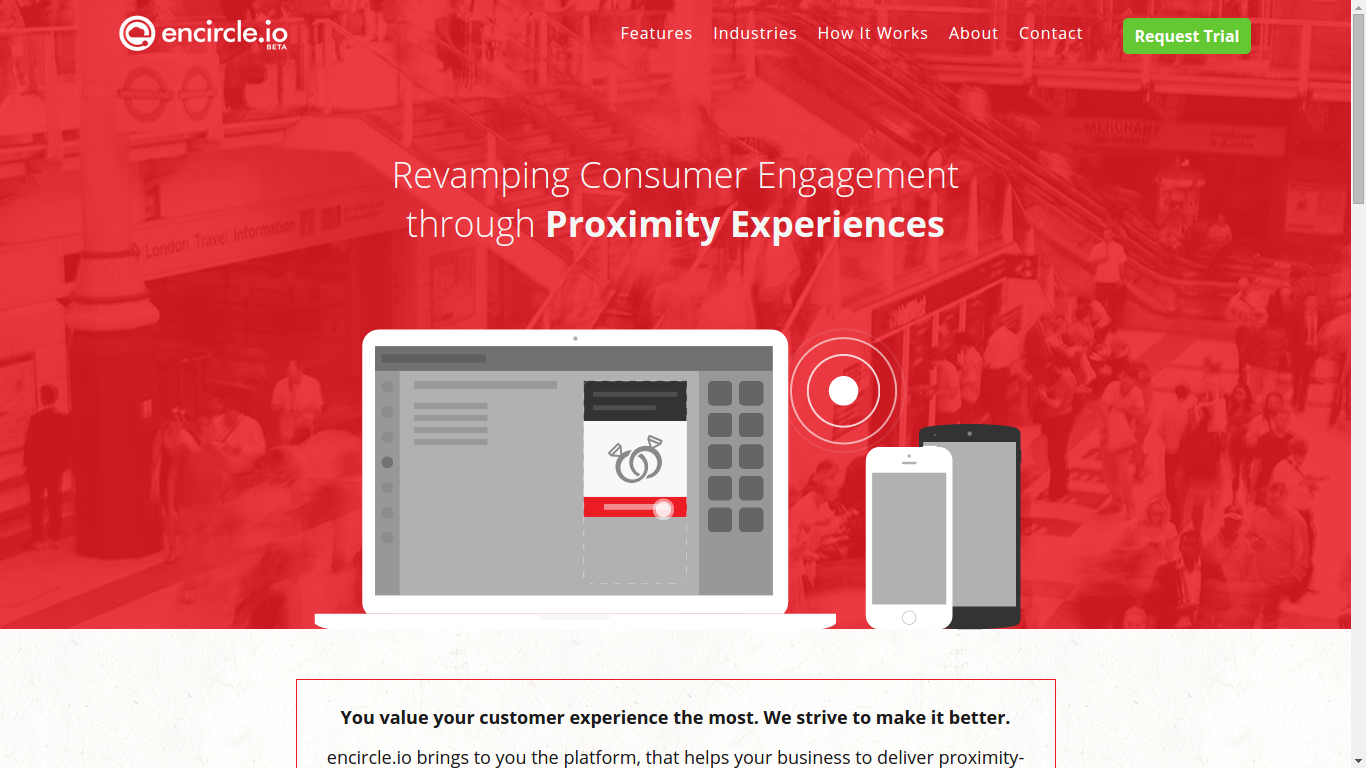 encircle.io
BETA
Features
Industries
How It Works
About
Contact
Request Trial
MERCHANT
London Travel Information
Revamping Consumer Engagement
through Proximity Experiences
You value your customer experience the most. We strive to make it better.
encircle.io brings to you the platform, that helps your business to deliver proximity-